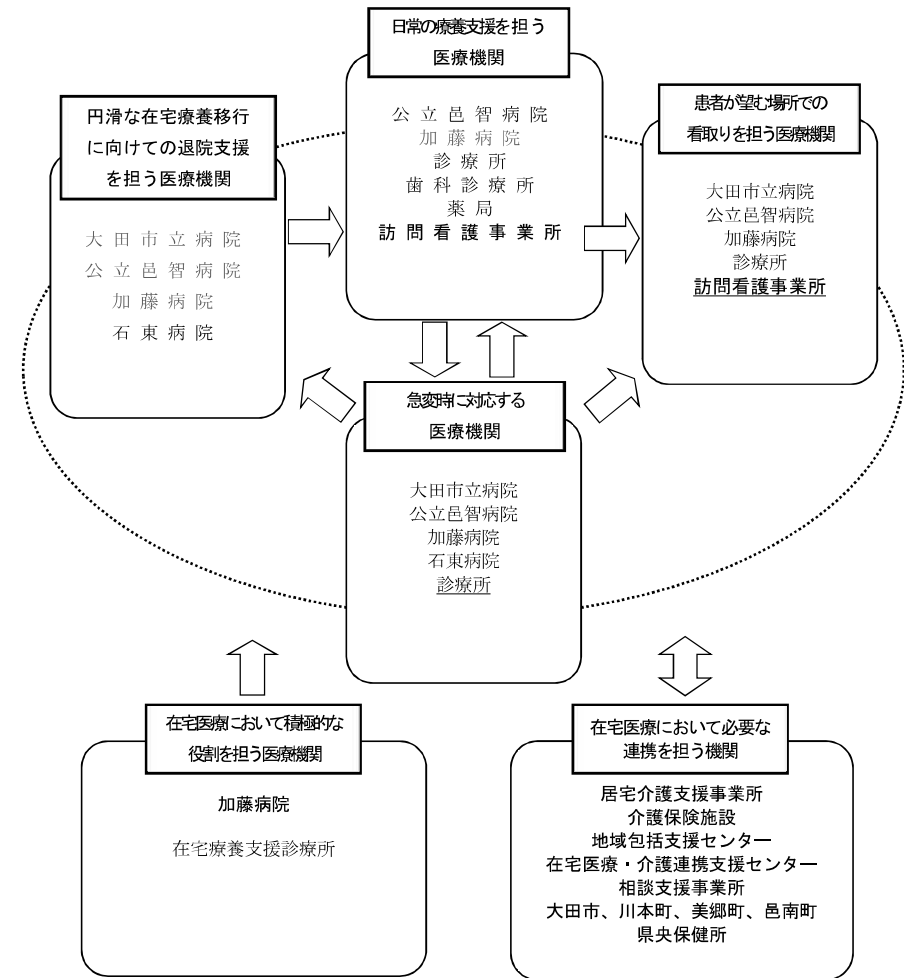 日常の療養支援を担う
医療機関
公立邑智病院
加藤病院
診療所
歯科診療所
薬局
訪問看護事業所
円滑な在宅療養移行
に向けての退院支援
を担う医療機関
大田市立病院
公立邑智病院
加藤病院
石東病院
患者が望む場所での
看取りを担う医療機関
大田市立病院
公立邑智病院
加藤病院
診療所
訪問看護事業所
急変時に対応する
医療機関
大田市立病院
公立邑智病院
加藤病院
石東病院
診療所
在宅医療において積極的な
役割を担う医療機関
加藤病院
在宅療養支援診療所
在宅医療において必要な
連携を担う機関
居宅介護支援事業所
介護保険施設
地域包括支援センター
在宅医療・介護連携支援センター
相談支援事業所
大田市、川本町、美郷町、邑南町
県央保健所